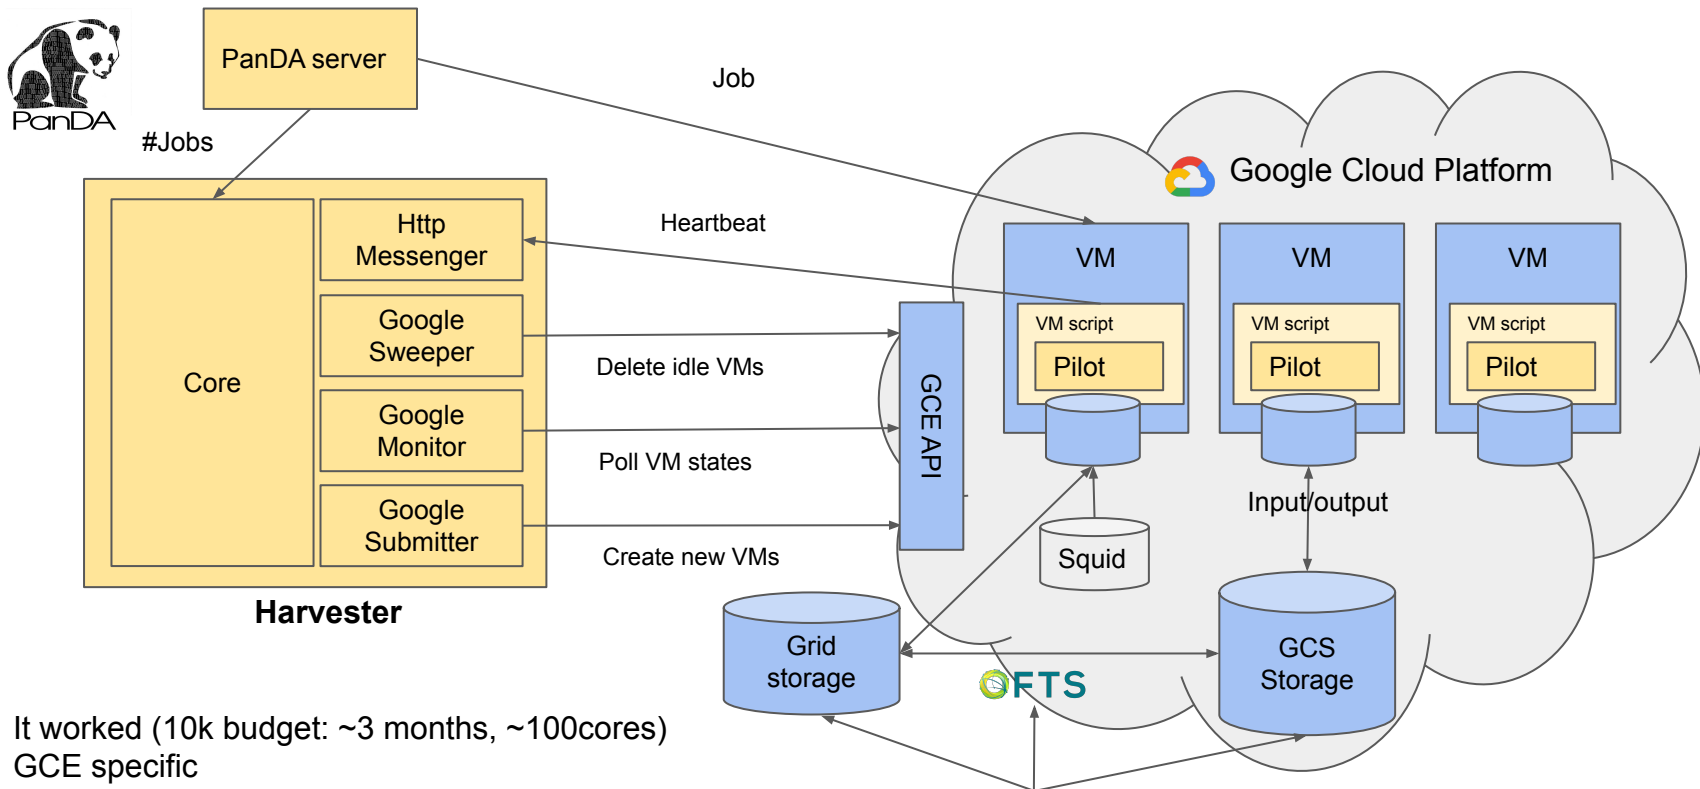 PanDA
PanDA server
Job
#Jobs
Google Cloud Platform
Http
Messenger
Heartbeat
VM
VM
VM
Google
Sweeper
VM script
VM script
VM script
Pilot
Pilot
Pilot
Delete idle VMs
Core
GCE API
Google
Monitor
Poll VM states
Google
Submitter
Input/output
Create new VMs
Squid
Harvester
Grid
storage
GCS
Storage
FTS
It worked (10k budget: ~3 months, ~100cores)
GCE specific